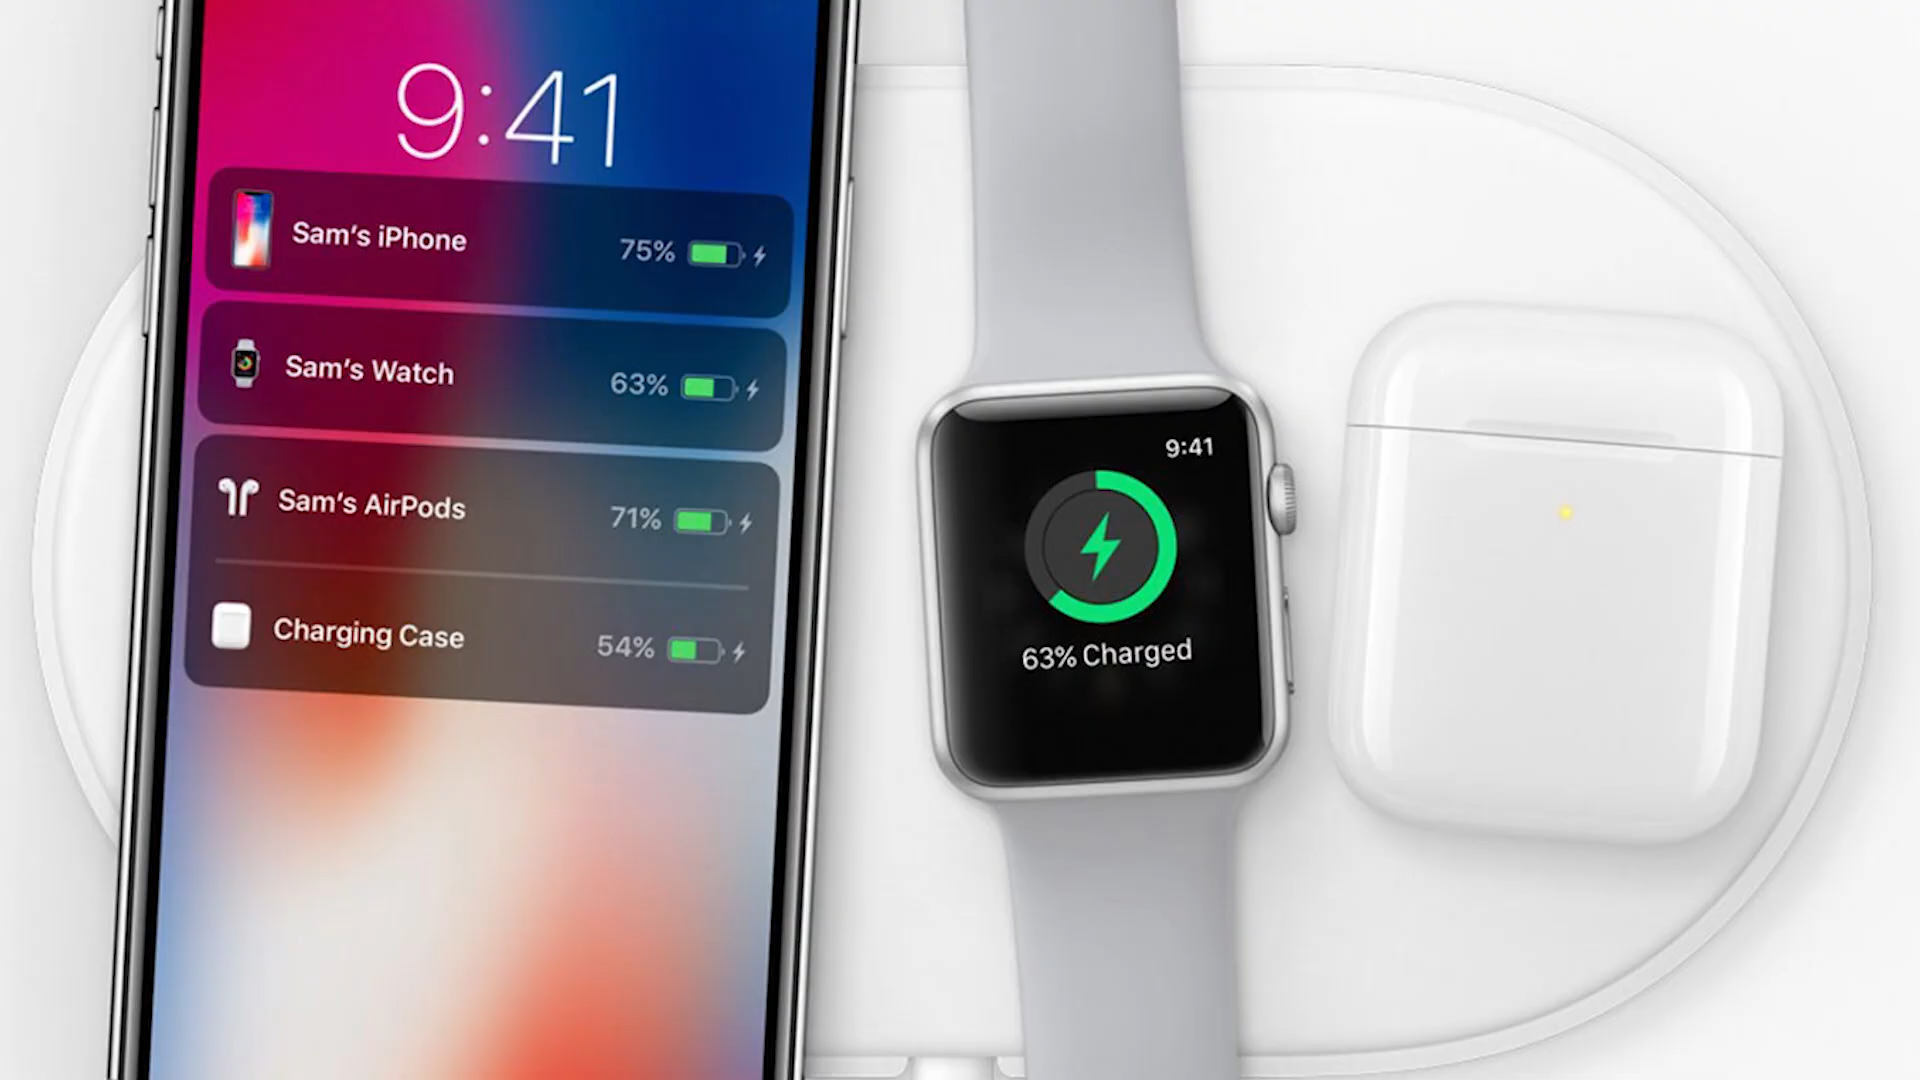 9:41
Sam's iPhone 75%
Sam's Watch 63%
Sam's AirPods 71%
Charging Case 54%
9:41
63% Charged